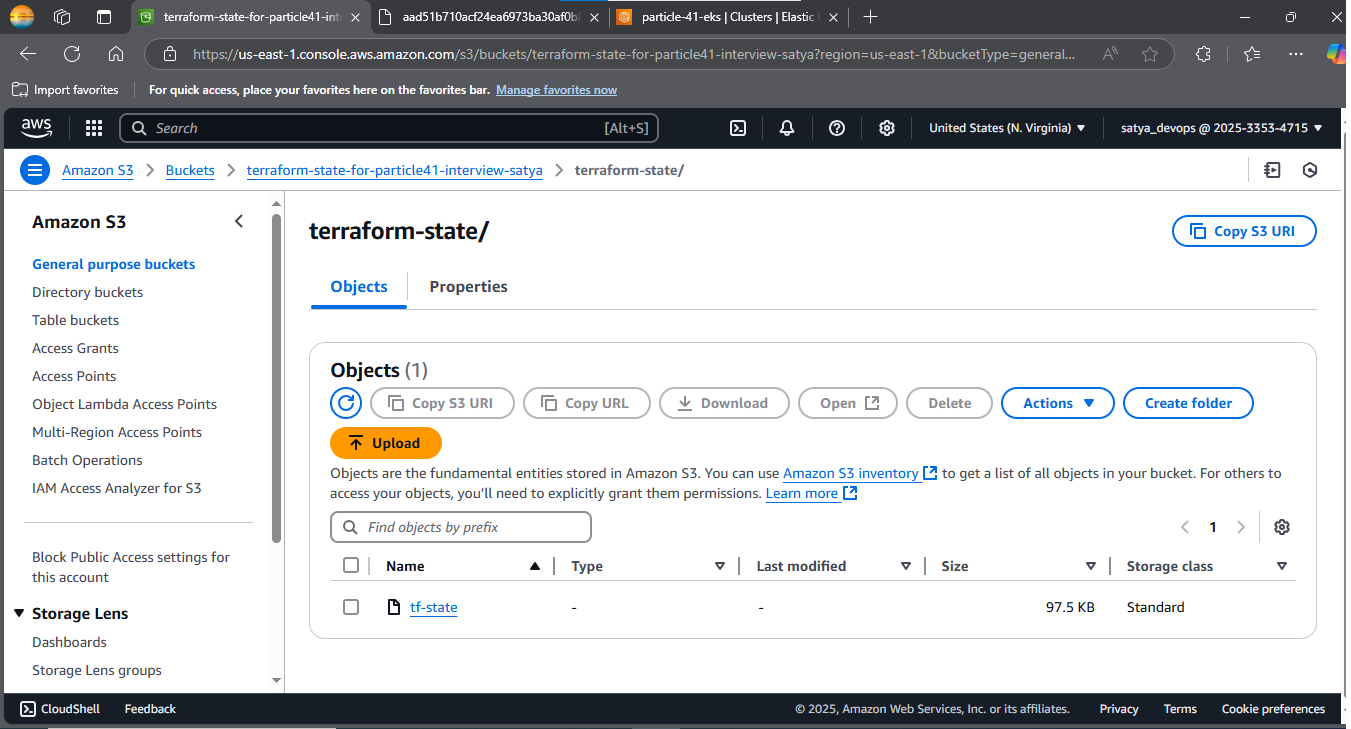 terraform-state-for-particle41-int
aad51b710acf24ea6973ba30af0b
particle-41-eks | Clusters | Elastic
https://us-east-1.console.aws.amazon.com/s3/buckets/terraform-state-for-particle41-interview-satya?region=us-east-1&bucketType=general...
Import favorites For quick access, place your favorites here on the favorites bar. Manage favorites now
aws Search [Alt+S] United States (N. Virginia) satya_devops @ 2025-3353-4715
Amazon S3 Buckets terraform-state-for-particle41-interview-satya terraform-state/
Amazon S3
General purpose buckets
Directory buckets
Table buckets
Access Grants
Access Points
Object Lambda Access Points
Multi-Region Access Points
Batch Operations
IAM Access Analyzer for S3
Block Public Access settings for
this account
Storage Lens
Dashboards
Storage Lens groups
terraform-state/
Copy S3 URI
Objects Properties
Objects (1)
Copy S3 URI Copy URL Download Open Delete Actions Create folder
Upload
Objects are the fundamental entities stored in Amazon S3. You can use Amazon S3 inventory to get a list of all objects in your bucket. For others to
access your objects, you'll need to explicitly grant them permissions. Learn more
Find objects by prefix
1
Name Type Last modified Size Storage class
tf-state - - 97.5 KB Standard
CloudShell Feedback © 2025, Amazon Web Services, Inc. or its affiliates. Privacy Terms Cookie preferences